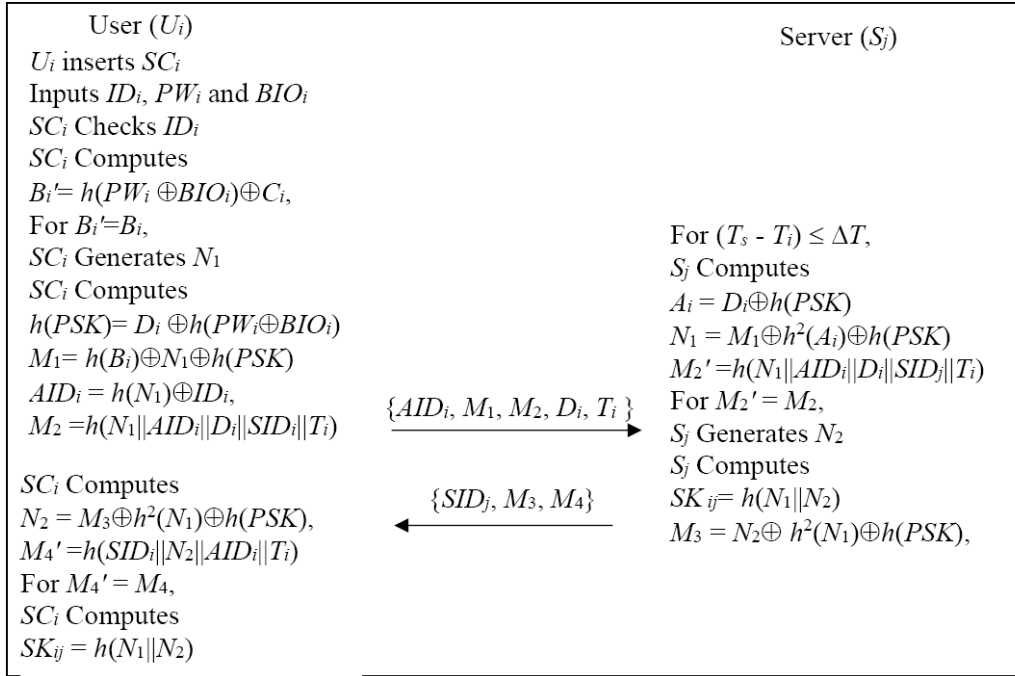 User (Uᵢ)
Uᵢ inserts SCᵢ
Inputs IDᵢ, PWᵢ and BIOᵢ
SCᵢ Checks IDᵢ
SCᵢ Computes
Bᵢ'= h(PWᵢ ⊕BIOᵢ)⊕Cᵢ,
For Bᵢ'=Bᵢ,
SCᵢ Generates N₁
SCᵢ Computes
h(PSK)= Dᵢ ⊕h(PWᵢ⊕BIOᵢ)
M₁= h(Bᵢ)⊕N₁⊕h(PSK)
AIDᵢ = h(N₁)⊕IDᵢ,
M₂ =h(N₁||AIDᵢ||Dᵢ||SIDᵢ||Tᵢ)
{AIDᵢ, M₁, M₂, Dᵢ, Tᵢ }
Server (Sⱼ)
For (Tₛ - Tᵢ) ≤ ΔT,
Sⱼ Computes
Aᵢ = Dᵢ⊕h(PSK)
N₁ = M₁⊕h²(Aᵢ)⊕h(PSK)
M₂' =h(N₁||AIDᵢ||Dᵢ||SIDⱼ||Tᵢ)
For M₂' = M₂,
Sⱼ Generates N₂
Sⱼ Computes
SKᵢⱼ= h(N₁||N₂)
M₃ = N₂⊕ h²(N₁)⊕h(PSK),
{SIDⱼ, M₃, M₄}
SCᵢ Computes
N₂ = M₃⊕h²(N₁)⊕h(PSK),
M₄' =h(SIDᵢ||N₂||AIDᵢ||Tᵢ)
For M₄' = M₄,
SCᵢ Computes
SKᵢⱼ = h(N₁||N₂)